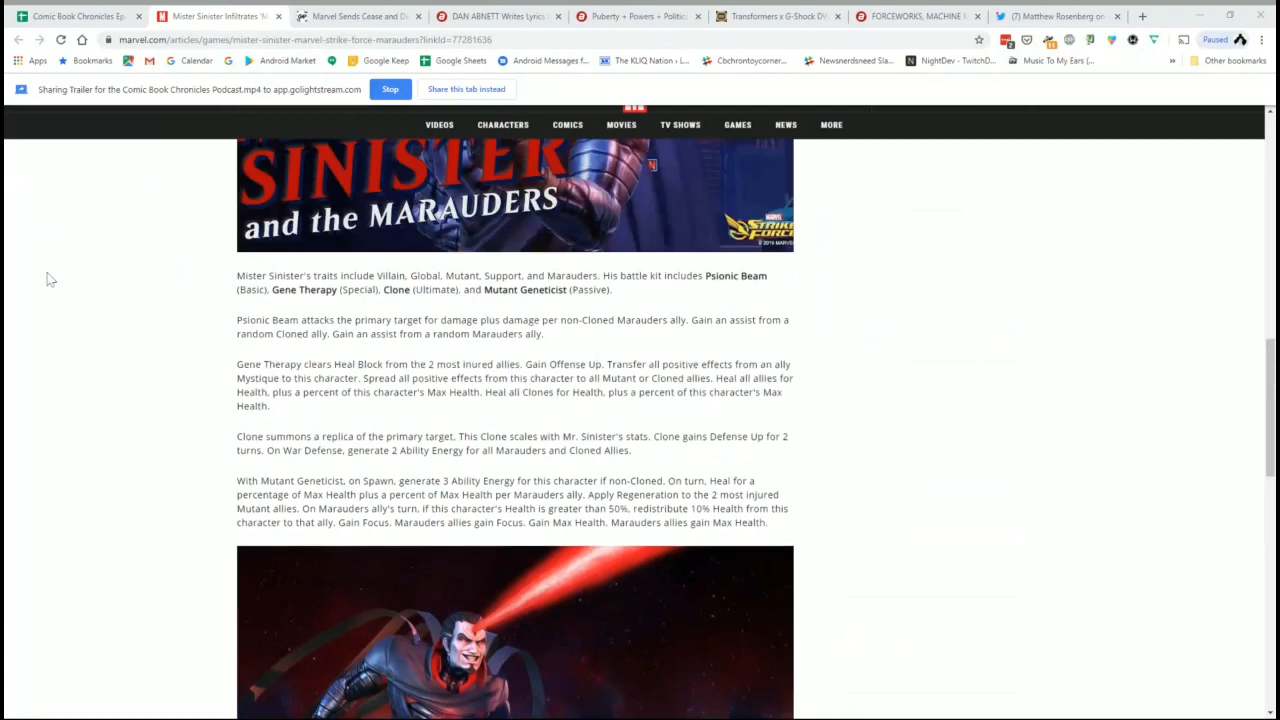 Comic Book Chronicles Ep
Mister Sinister Infiltrates 'M
Marvel Sends Cease and De
DAN ABNETT Writes Lyrics
Puberty + Powers + Politics
Transformers x G-Shock DW
FORCEWORKS, MACHINE M
(7) Matthew Rosenberg on
marvel.com/articles/games/mister-sinister-marvel-strike-force-marauders?linkId=77281636
Paused
Apps
Bookmarks
Calendar
Android Market
Google Keep
Google Sheets
Android Messages f...
The KLIQ Nation ‹ L...
Cbchrontoycorner...
Newsnerdsneed Sla...
NightDev - TwitchD...
Music To My Ears (...
»
Other bookmarks
Sharing Trailer for the Comic Book Chronicles Podcast.mp4 to app.golightstream.com
Stop
Share this tab instead
VIDEOS
CHARACTERS
COMICS
MOVIES
TV SHOWS
GAMES
NEWS
MORE
SINISTER
and the MARAUDERS
MARVEL
STRIKE
FORCE
© 2019 MARVEL
Mister Sinister's traits include Villain, Global, Mutant, Support, and Marauders. His battle kit includes Psionic Beam
(Basic), Gene Therapy (Special), Clone (Ultimate), and Mutant Geneticist (Passive).
Psionic Beam attacks the primary target for damage plus damage per non-Cloned Marauders ally. Gain an assist from a
random Cloned ally. Gain an assist from a random Marauders ally.
Gene Therapy clears Heal Block from the 2 most inured allies. Gain Offense Up. Transfer all positive effects from an ally
Mystique to this character. Spread all positive effects from this character to all Mutant or Cloned allies. Heal all allies for
Health, plus a percent of this character's Max Health. Heal all Clones for Health, plus a percent of this character's Max
Health.
Clone summons a replica of the primary target. This Clone scales with Mr. Sinister's stats. Clone gains Defense Up for 2
turns. On War Defense, generate 2 Ability Energy for all Marauders and Cloned Allies.
With Mutant Geneticist, on Spawn, generate 3 Ability Energy for this character if non-Cloned. On turn, Heal for a
percentage of Max Health plus a percent of Max Health per Marauders ally. Apply Regeneration to the 2 most injured
Mutant allies. On Marauders ally's turn, if this character's Health is greater than 50%, redistribute 10% Health from this
character to that ally. Gain Focus. Marauders allies gain Focus. Gain Max Health. Marauders allies gain Max Health.